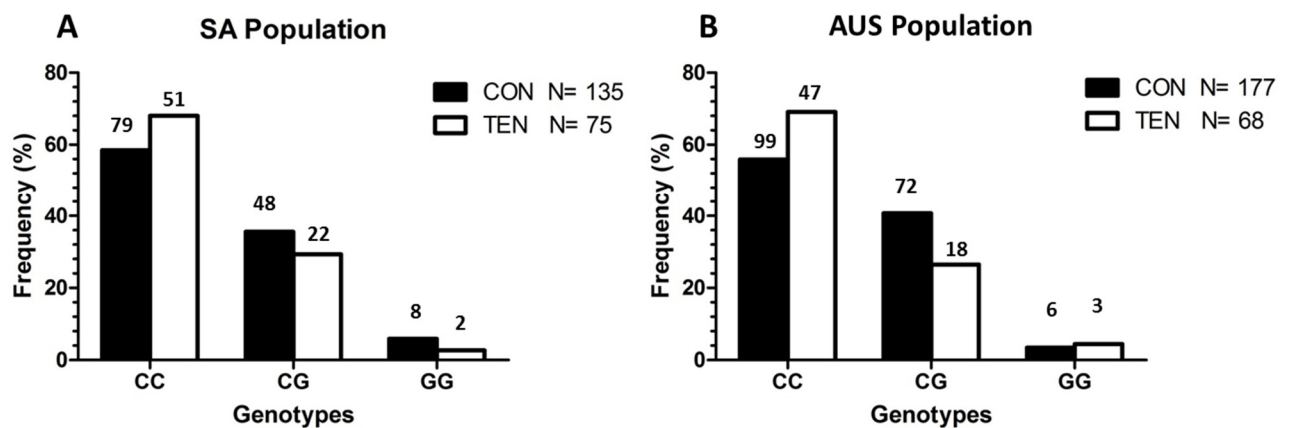 A
SA Population
CON N= 135
TEN N= 75
Frequency (%)
80
60
40
20
0
79
51
48
22
8
2
CC
CG
GG
Genotypes
B
AUS Population
CON N= 177
TEN N= 68
Frequency (%)
80
60
40
20
0
99
47
72
18
6
3
CC
CG
GG
Genotypes